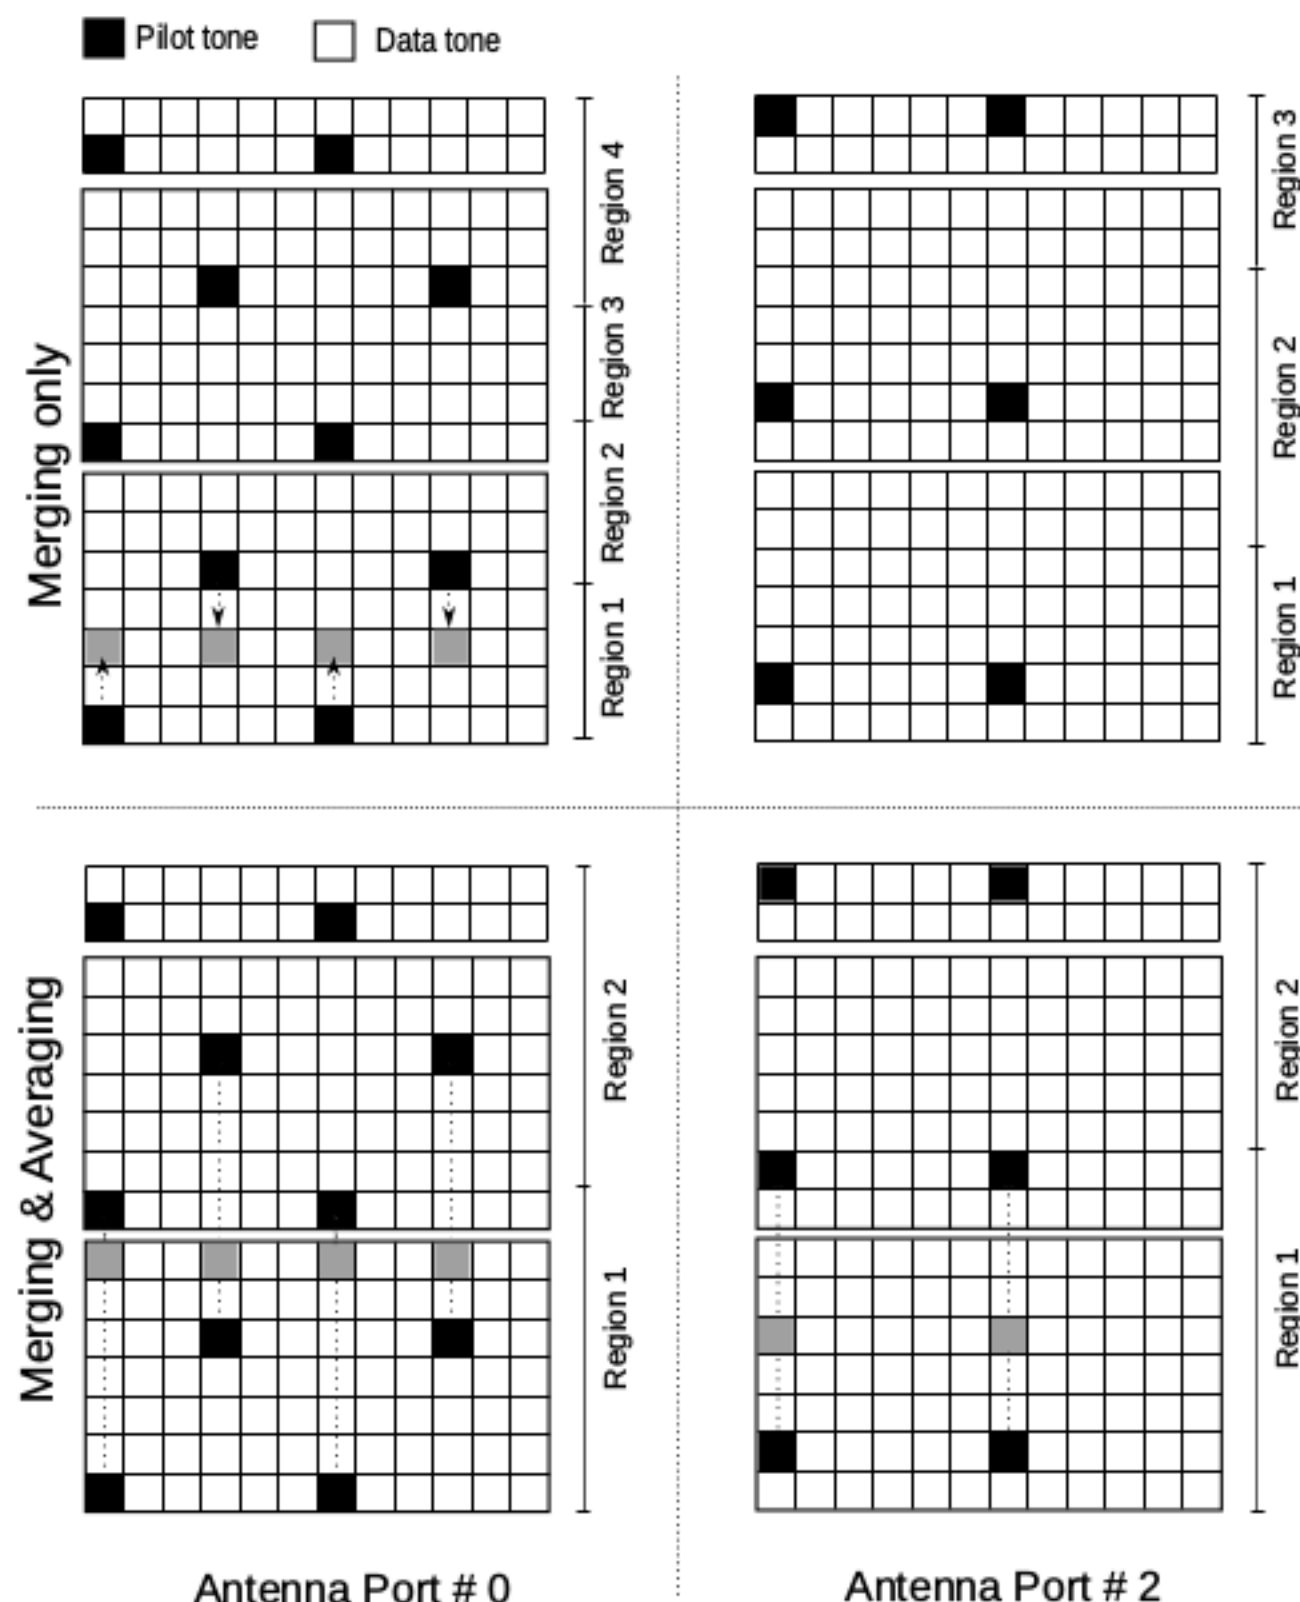 Pilot tone
Data tone
Merging only
Region 4
Region 3
Region 2
Region 1
Region 3
Region 2
Region 1
Merging & Averaging
Region 2
Region 1
Region 2
Region 1
Antenna Port # 0
Antenna Port # 2